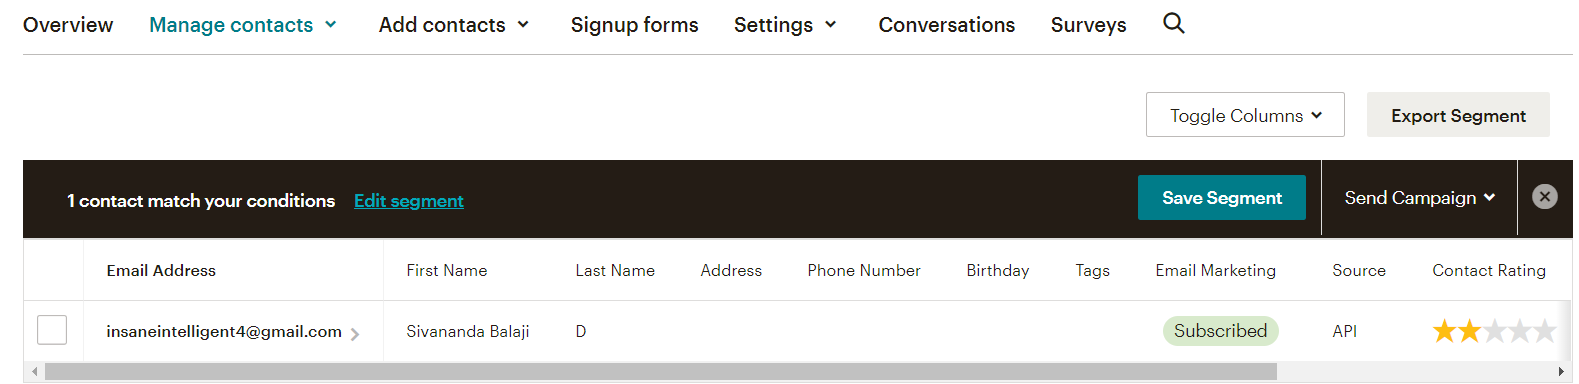 Overview Manage contacts Add contacts Signup forms Settings Conversations Surveys
Toggle Columns Export Segment
1 contact match your conditions Edit segment Save Segment Send Campaign
Email Address First Name Last Name Address Phone Number Birthday Tags Email Marketing Source Contact Rating
insaneintelligent4@gmail.com Sivananda Balaji D Subscribed API